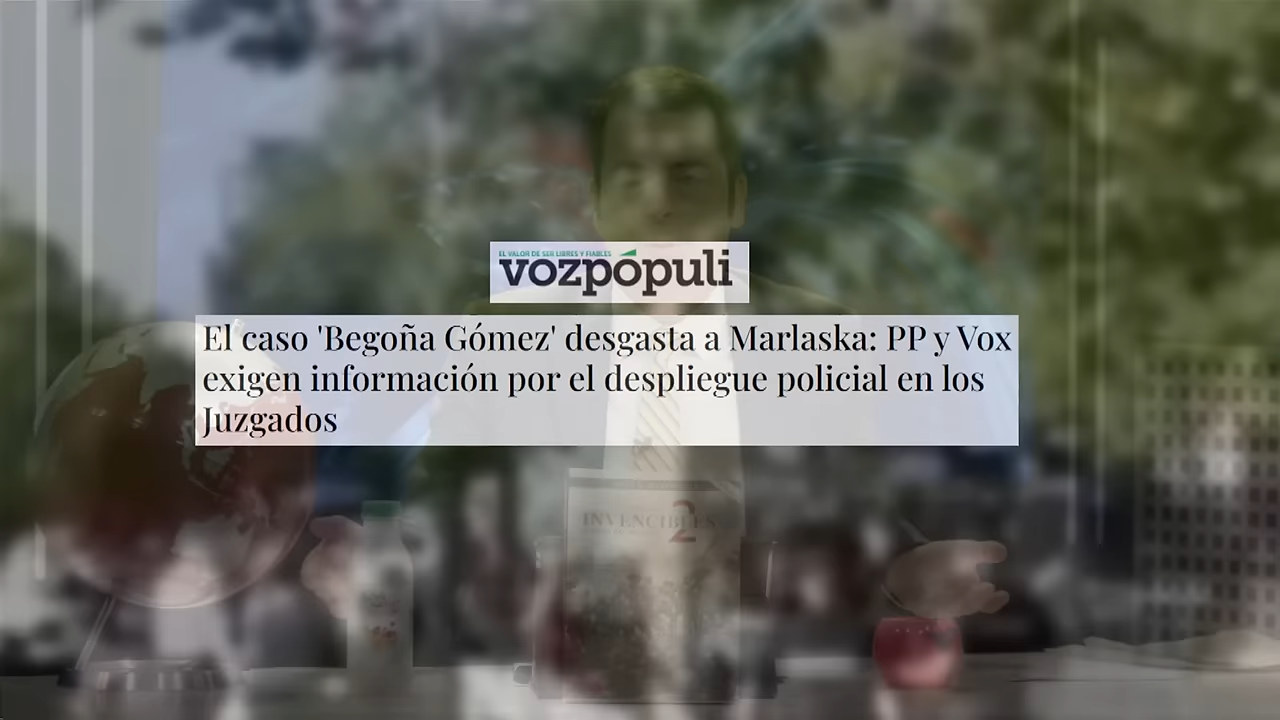 EL VALOR DE SER LIBRES Y FIABLES
vozpópuli
El caso 'Begoña Gómez' desgasta a Marlaska: PP y Vox
exigen información por el despliegue policial en los
Juzgados
INVENCIBLES
2